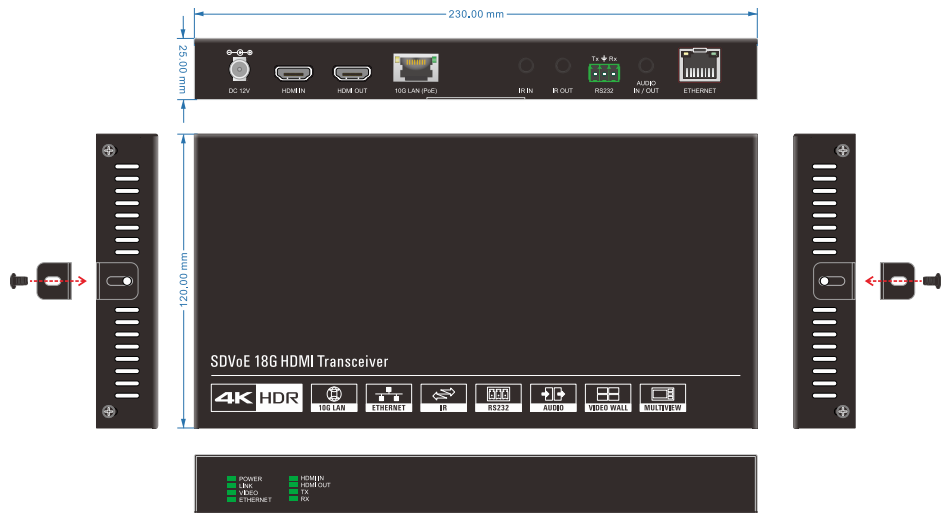 230.00 mm
25.00 mm
Tx Rx
DC 12V
HDMI IN
HDMI OUT
10G LAN (PoE)
IR IN
IR OUT
RS232
AUDIO
IN / OUT
ETHERNET
120.00 mm
SDVoE 18G HDMI Transceiver
4K HDR
10G LAN
ETHERNET
IR
RS232
AUDIO
VIDEO WALL
MULTIVIEW
POWER
LINK
VIDEO
ETHERNET
HDMI IN
HDMI OUT
TX
RX